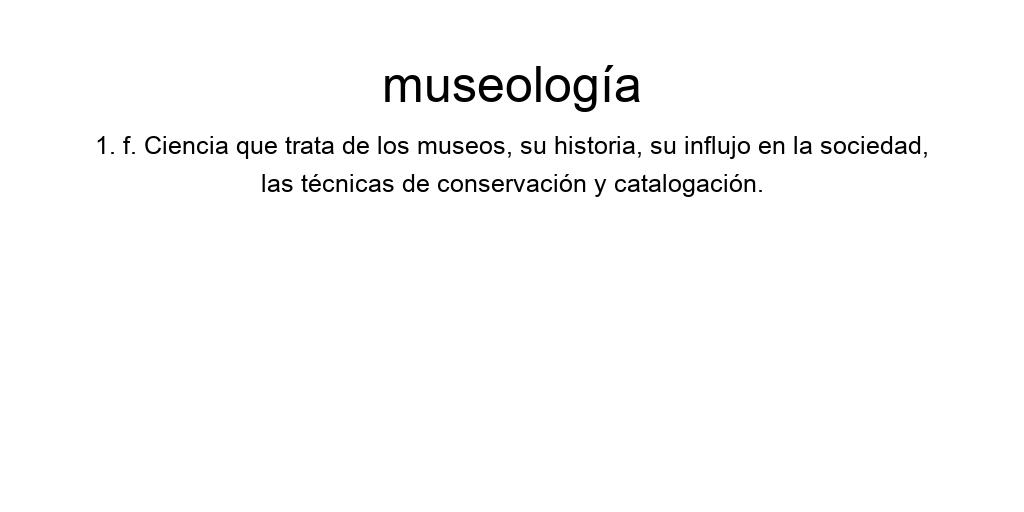 museología
1. f. Ciencia que trata de los museos, su historia, su influjo en la sociedad,
las técnicas de conservación y catalogación.